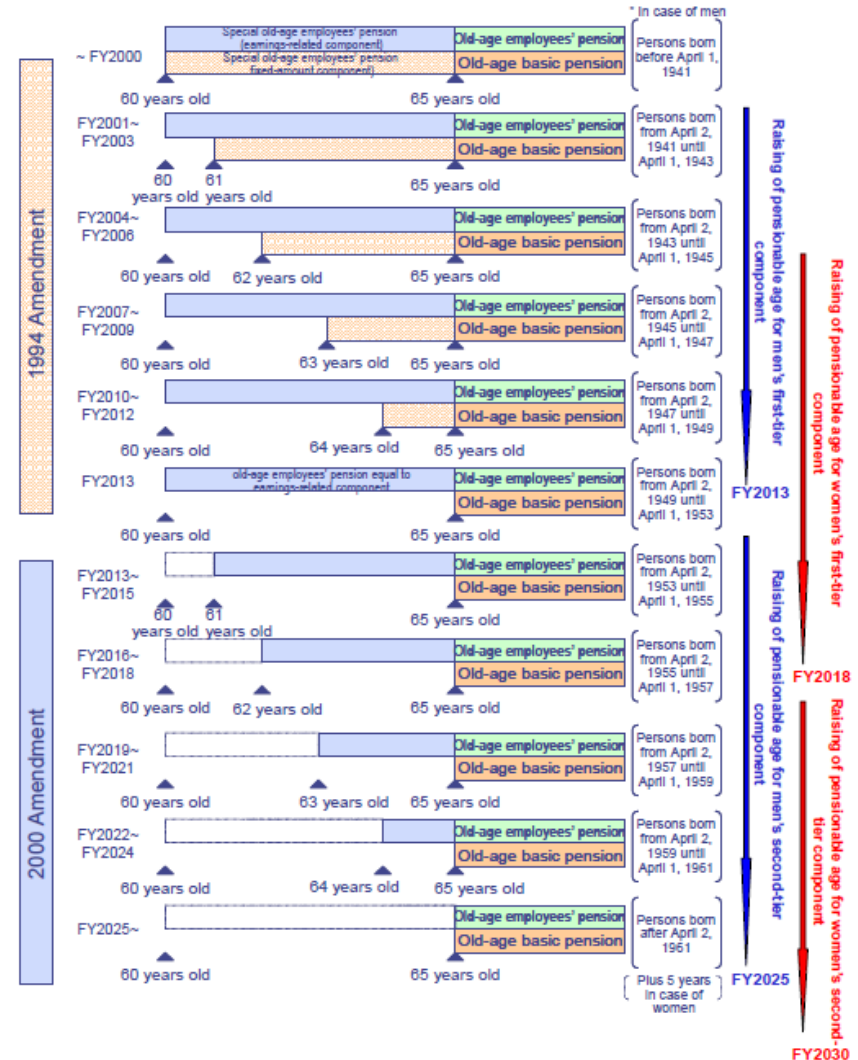 * In case of men
1994 Amendment
~ FY2000
Special old-age employees' pension
(earnings-related component)
Special old-age employees' pension
fixed-amount component)
Old-age employees' pension
Old-age basic pension
60 years old
65 years old
Persons born
before April 1,
1941
FY2001~
FY2003
Old-age employees' pension
Old-age basic pension
60
years old
61
years old
65 years old
Persons born
from April 2,
1941 until
April 1, 1943
FY2004~
FY2006
Old-age employees' pension
Old-age basic pension
60 years old
62 years old
65 years old
Persons born
from April 2,
1943 until
April 1, 1945
FY2007~
FY2009
Old-age employees' pension
Old-age basic pension
60 years old
63 years old
65 years old
Persons born
from April 2,
1945 until
April 1, 1947
FY2010~
FY2012
Old-age employees' pension
Old-age basic pension
60 years old
64 years old
65 years old
Persons born
from April 2,
1947 until
April 1, 1949
FY2013
old-age employees' pension equal to
earnings-related component
Old-age employees' pension
Old-age basic pension
60 years old
65 years old
Persons born
from April 2,
1949 until
April 1, 1953
2000 Amendment
FY2013~
FY2015
Old-age employees' pension
Old-age basic pension
60
years old
61
years old
65 years old
Persons born
from April 2,
1953 until
April 1, 1955
FY2016~
FY2018
Old-age employees' pension
Old-age basic pension
60 years old
62 years old
65 years old
Persons born
from April 2,
1955 until
April 1, 1957
FY2019~
FY2021
Old-age employees' pension
Old-age basic pension
60 years old
63 years old
65 years old
Persons born
from April 2,
1957 until
April 1, 1959
FY2022~
FY2024
Old-age employees' pension
Old-age basic pension
60 years old
64 years old
65 years old
Persons born
from April 2,
1959 until
April 1, 1961
FY2025~
Old-age employees' pension
Old-age basic pension
60 years old
65 years old
Persons born
after April 2,
1961
Plus 5 years
in case of
women
Raising of pensionable age for men's first-tier
component
FY2013
Raising of pensionable age for women's first-tier
component
FY2018
Raising of pensionable age for men's second-tier
component
FY2025
Raising of pensionable age for women's second-
tier component
FY2030